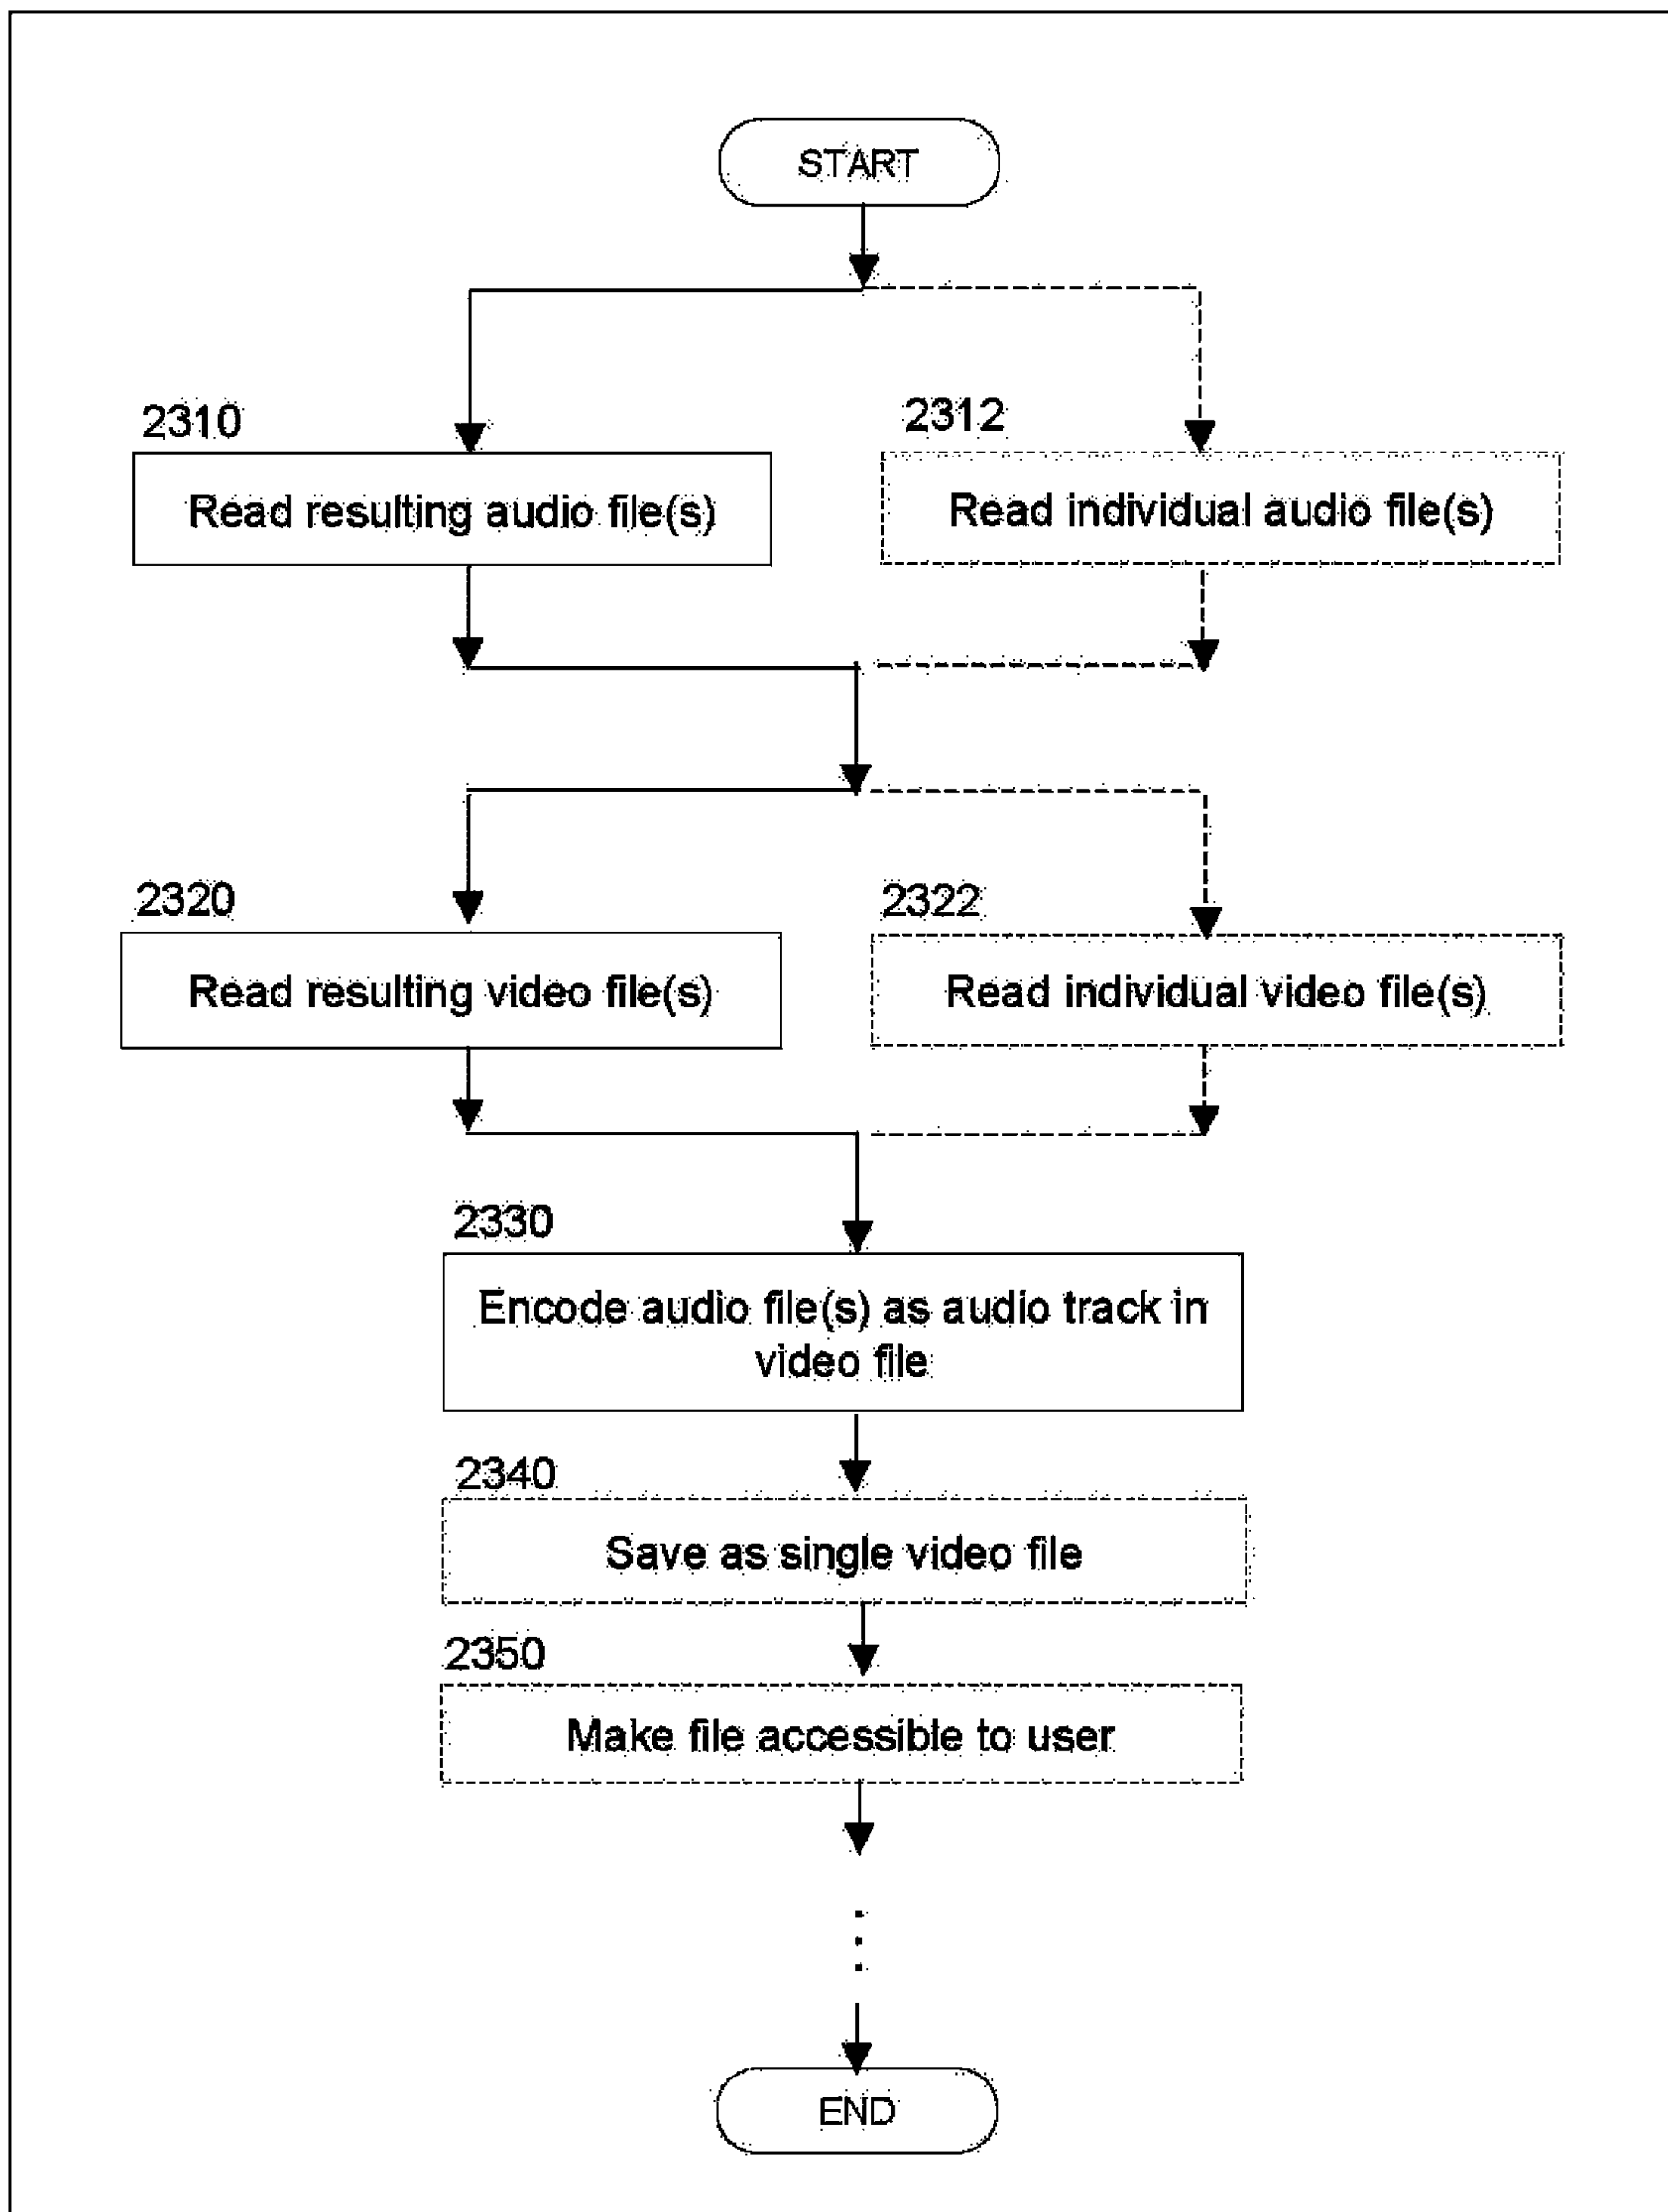 START
2310
2312
Read resulting audio file(s)
Read individual audio file(s)
2320
2322
Read resulting video file(s)
Read individual video file(s)
2330
Encode audio file(s) as audio track in
video file
2340
Save as single video file
2350
Make file accessible to user
END